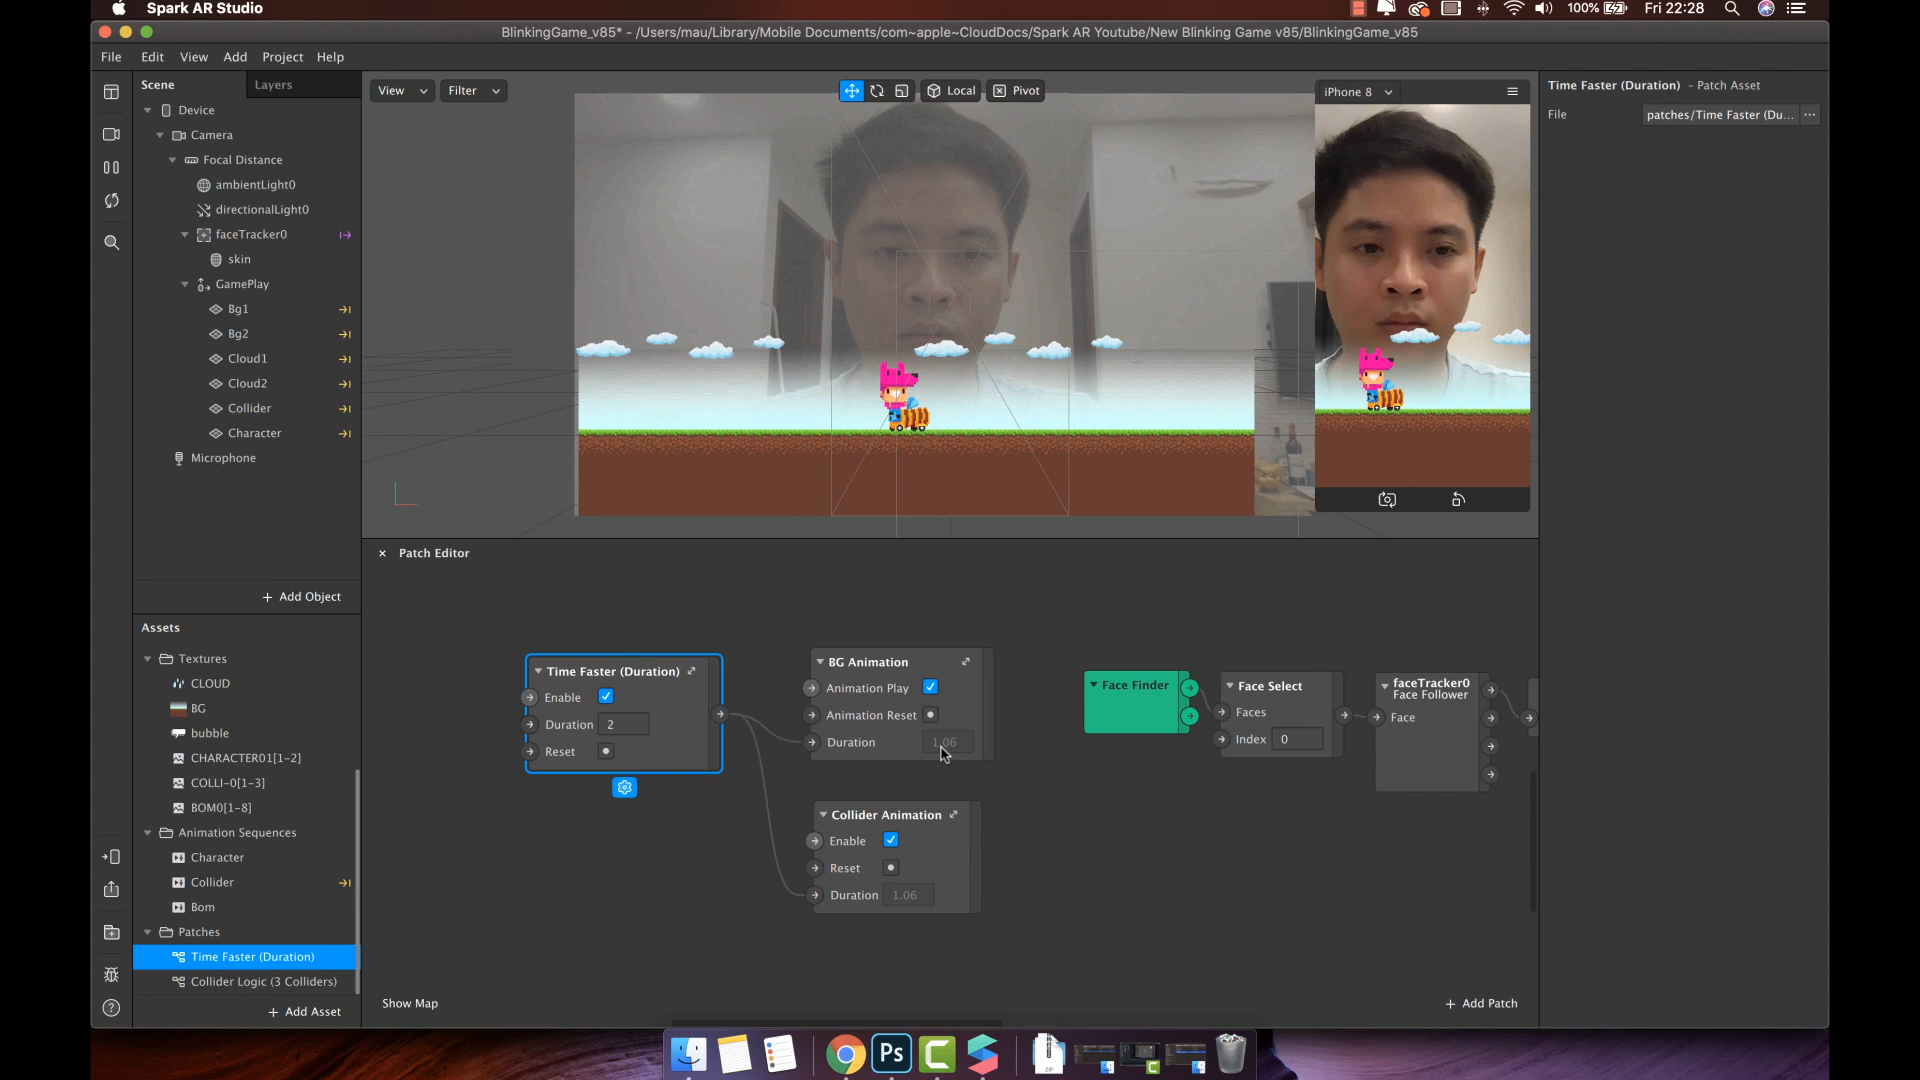 Spark AR Studio
100%
Fri 22:28
BlinkingGame_v85* - /Users/mau/Library/Mobile Documents/com~apple~CloudDocs/Spark AR Youtube/New Blinking Game v85/BlinkingGame_v85
File Edit View Add Project Help
Scene
Layers
Device
Camera
Focal Distance
ambientLight0
directionalLight0
faceTracker0
skin
GamePlay
Bg1
Bg2
Cloud1
Cloud2
Collider
Character
Microphone
+ Add Object
Assets
Textures
CLOUD
BG
bubble
CHARACTER01[1-2]
COLLI-0[1-3]
BOM0[1-8]
Animation Sequences
Character
Collider
Bom
Patches
Time Faster (Duration)
Collider Logic (3 Colliders)
+ Add Asset
View
Filter
Local
Pivot
iPhone 8
Time Faster (Duration) - Patch Asset
File
patches/Time Faster (Du...
Patch Editor
Time Faster (Duration)
Enable
Duration 2
Reset
BG Animation
Animation Play
Animation Reset
Duration 1.06
Collider Animation
Enable
Reset
Duration 1.06
Face Finder
Face Select
Faces
Index 0
faceTracker0
Face Follower
Face
Show Map
+ Add Patch
Ps
ZIP